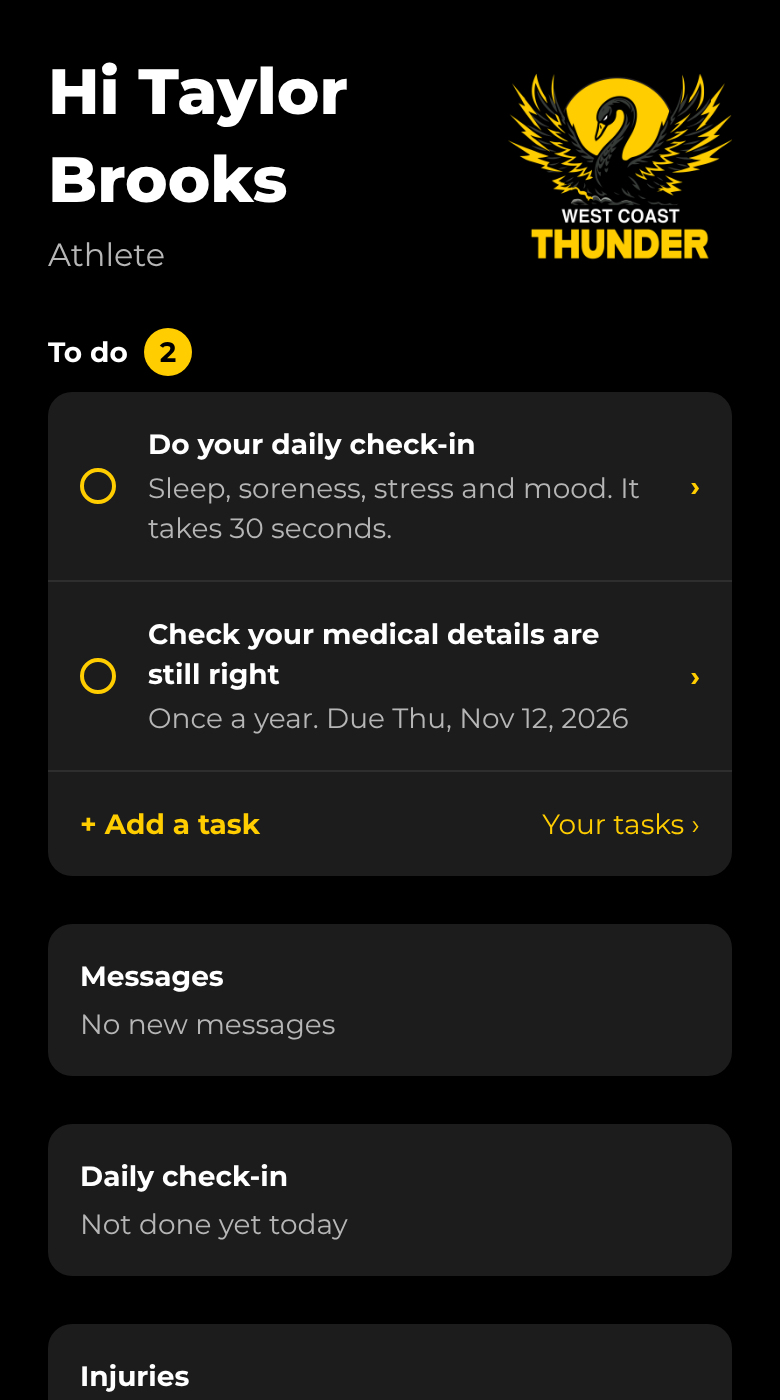 Hi Taylor
Brooks
Athlete
WEST COAST
THUNDER
To do 2
Do your daily check-in
Sleep, soreness, stress and mood. It
takes 30 seconds.
›
Check your medical details are
still right
Once a year. Due Thu, Nov 12, 2026
›
+ Add a task
Your tasks ›
Messages
No new messages
Daily check-in
Not done yet today
Injuries